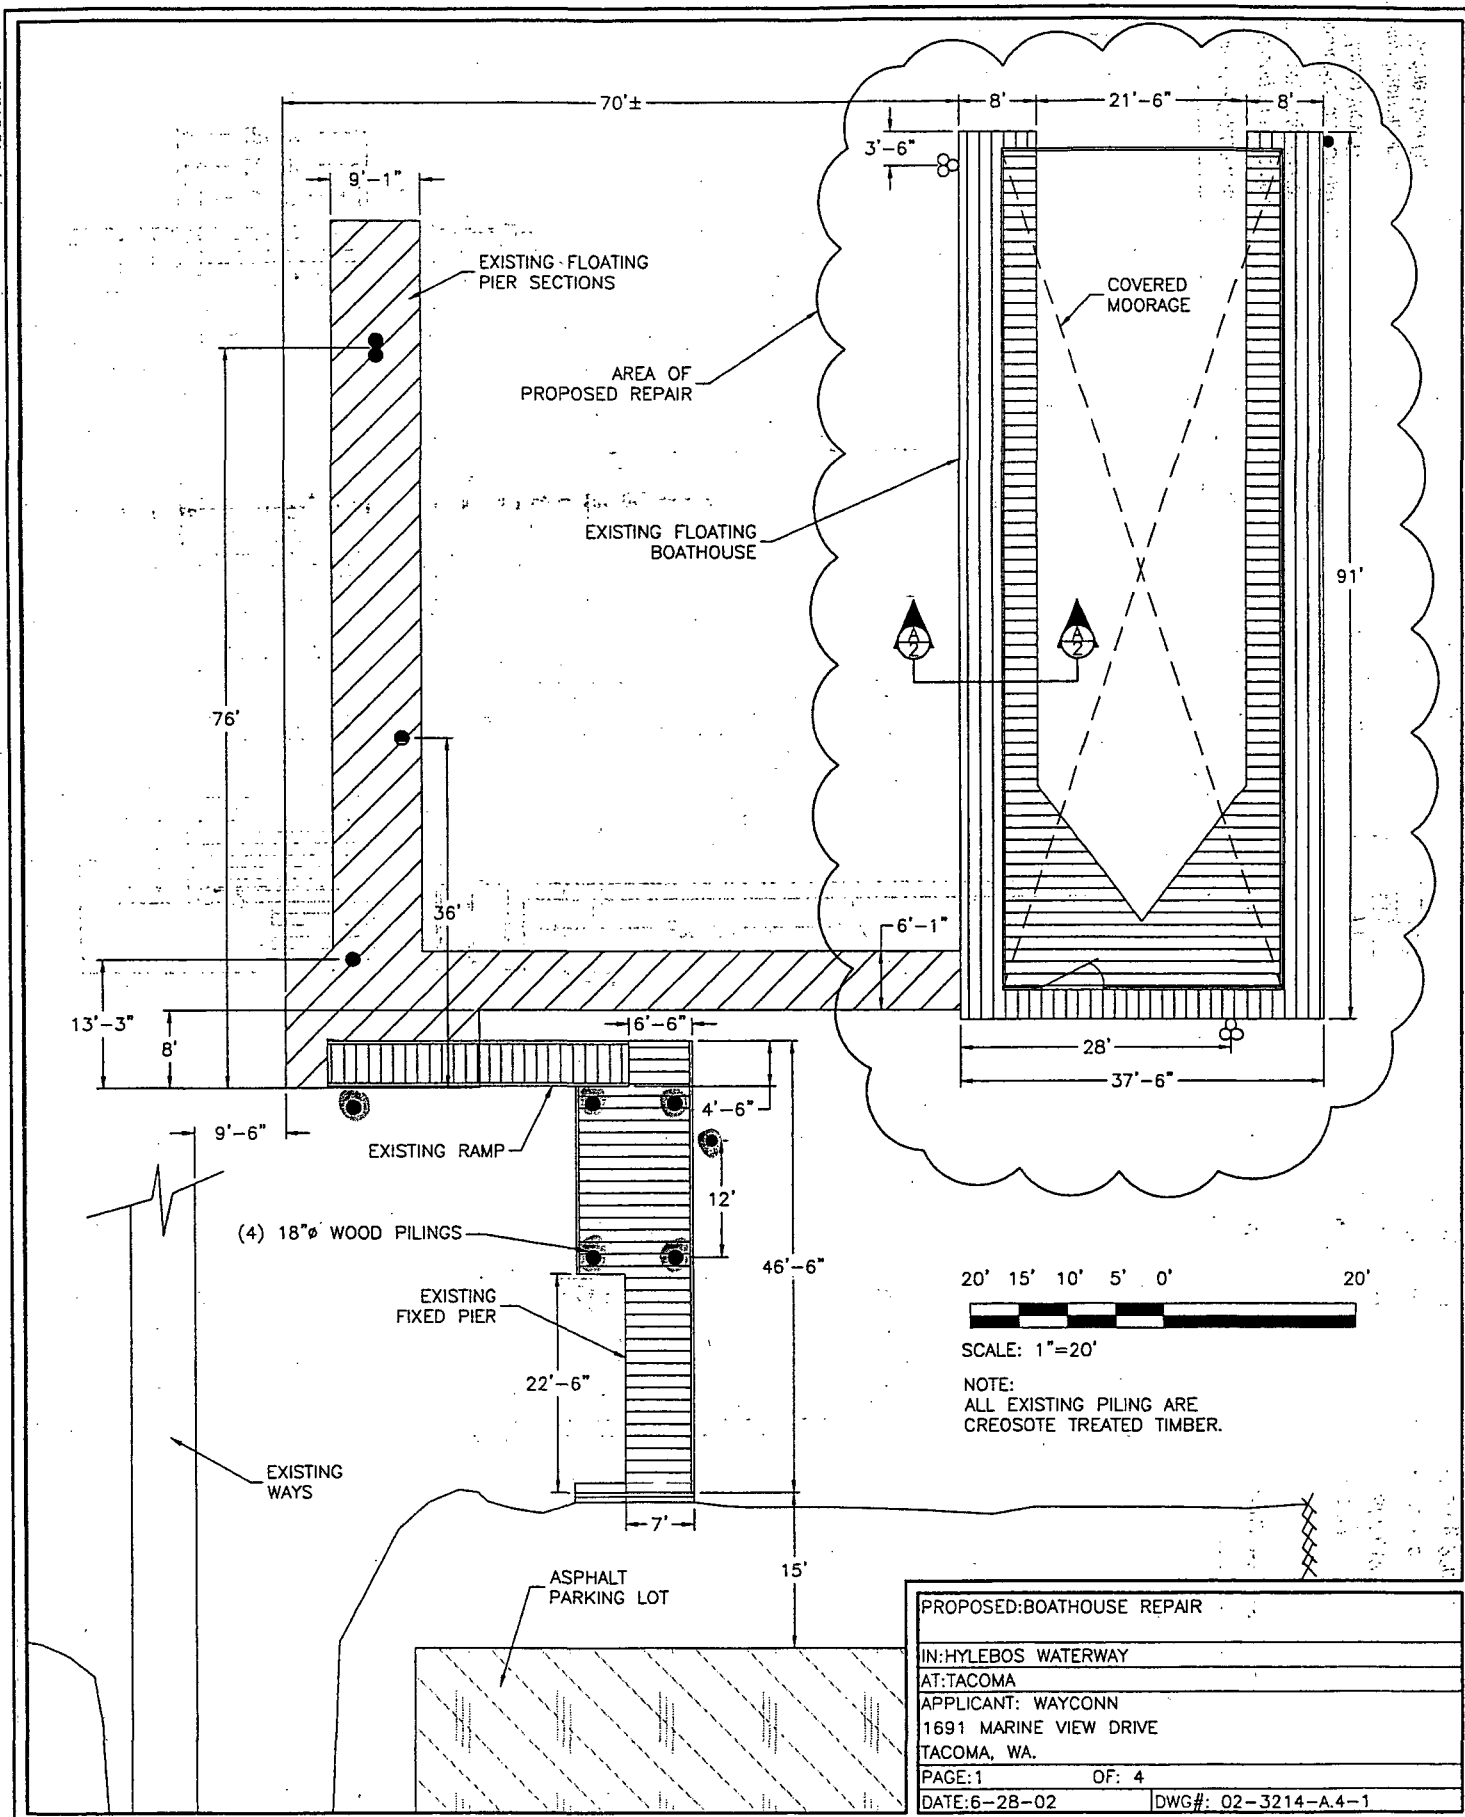 70'±
8'
21'-6"
8'
3'-6"
9'-1"
EXISTING FLOATING
PIER SECTIONS
COVERED
MOORAGE
AREA OF
PROPOSED REPAIR
EXISTING FLOATING
BOATHOUSE
91'
A
2
A
2
76'
36'
6'-1"
13'-3"
8'
6'-6"
28'
37'-6"
4'-6"
9'-6"
EXISTING RAMP
12'
(4) 18"ø WOOD PILINGS
46'-6"
20' 15' 10' 5' 0' 20'
EXISTING
FIXED PIER
SCALE: 1"=20'
22'-6"
NOTE:
ALL EXISTING PILING ARE
CREOSOTE TREATED TIMBER.
EXISTING
WAYS
7'
15'
ASPHALT
PARKING LOT
PROPOSED:BOATHOUSE REPAIR
IN:HYLEBOS WATERWAY
AT:TACOMA
APPLICANT: WAYCONN
1691 MARINE VIEW DRIVE
TACOMA, WA.
PAGE:1 OF: 4
DATE:6-28-02 DWG#: 02-3214-A.4-1